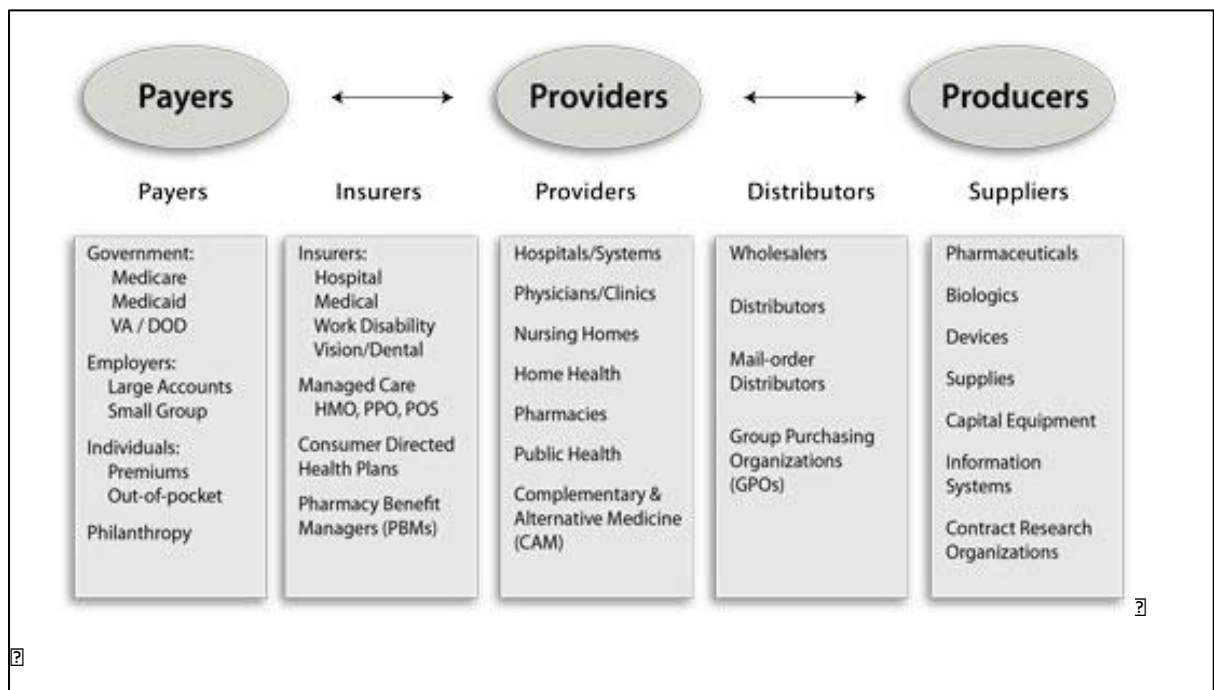 Payers
Providers
Producers
Payers
Insurers
Providers
Distributors
Suppliers
Government:
Medicare
Medicaid
VA / DOD
Employers:
Large Accounts
Small Group
Individuals:
Premiums
Out-of-pocket
Philanthropy
Insurers:
Hospital
Medical
Work Disability
Vision/Dental
Managed Care
HMO, PPO, POS
Consumer Directed
Health Plans
Pharmacy Benefit
Managers (PBMs)
Hospitals/Systems
Physicians/Clinics
Nursing Homes
Home Health
Pharmacies
Public Health
Complementary &
Alternative Medicine
(CAM)
Wholesalers
Distributors
Mail-order
Distributors
Group Purchasing
Organizations
(GPOs)
Pharmaceuticals
Biologics
Devices
Supplies
Capital Equipment
Information
Systems
Contract Research
Organizations
?
?